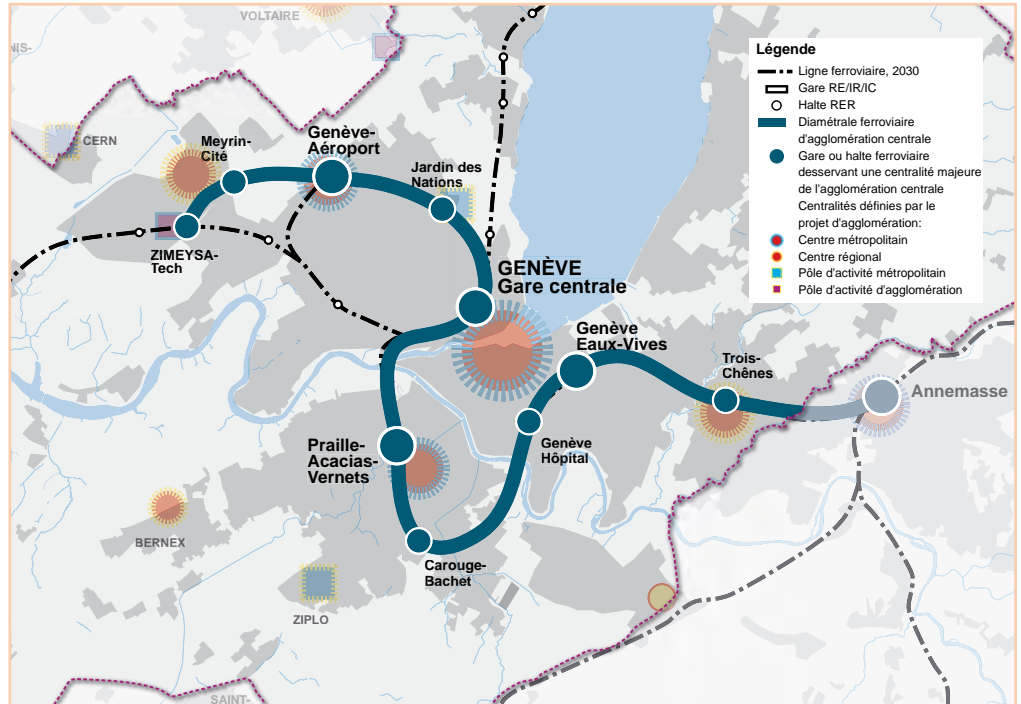 VOLTAIRE
NIS-
CERN
Meyrin-
Cité
Genève-
Aéroport
Jardin des
Nations
ZIMEYSA-
Tech
GENÈVE
Gare centrale
Genève
Eaux-Vives
Trois-
Chênes
Annemasse
Praille-
Acacias-
Vernets
Genève
Hôpital
Carouge-
Bachet
BERNEX
ZIPLO
SAINT-
Légende
Ligne ferroviaire, 2030
Gare RE/IR/IC
Halte RER
Diamétrale ferroviaire
d'agglomération centrale
Gare ou halte ferroviaire
desservant une centralité majeure
de l'agglomération centrale
Centralités définies par le
projet d'agglomération:
Centre métropolitain
Centre régional
Pôle d'activité métropolitain
Pôle d'activité d'agglomération